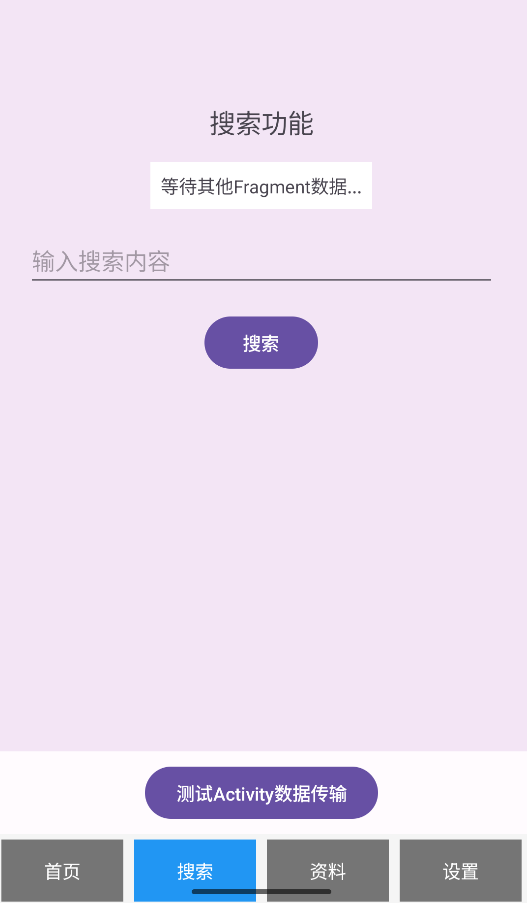 搜索功能
等待其他Fragment数据...
输入搜索内容
搜索
测试Activity数据传输
首页 搜索 资料 设置